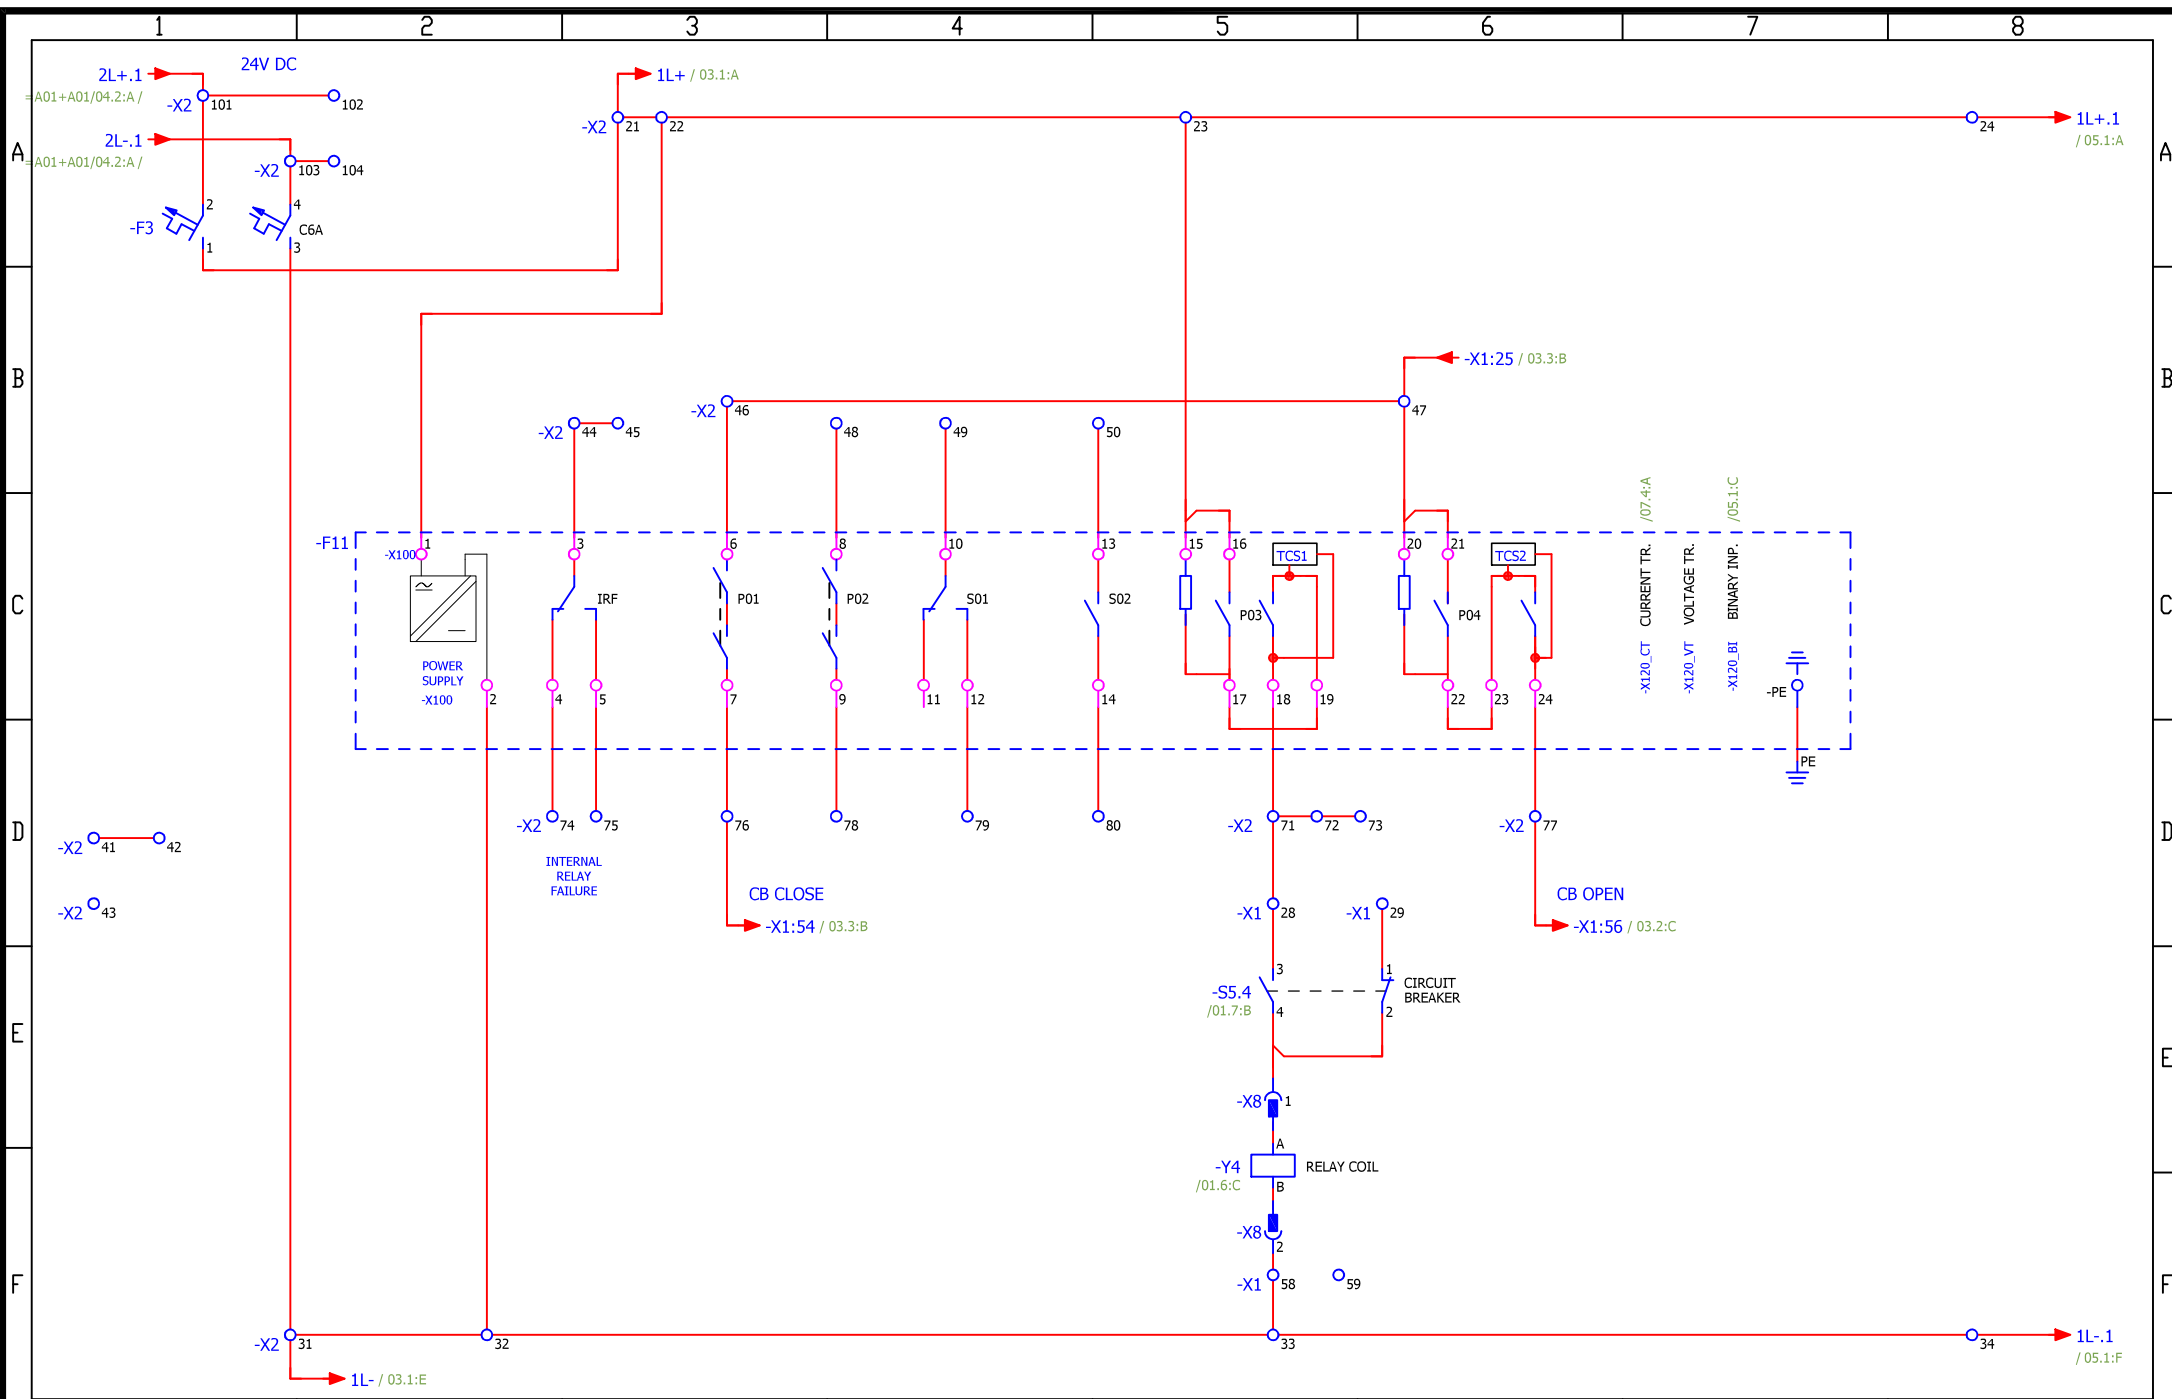 1 2 3 4 5 6 7 8
24V DC
2L+.1
=A01+A01/04.2:A /
-X2 101 102
2L-.1
=A01+A01/04.2:A /
-X2 103 104
1L+ / 03.1:A
-X2 21 22 23 24
1L+.1
/ 05.1:A
A A
-F3 2 4
C6A
1 3
B B
-X1:25 / 03.3:B
-X2 46 47
-X2 44 45 48 49 50
/07.4:A /05.1:C
-F11
-X100 1 3 6 8 10 13 15 16 20 21
TCS1 TCS2
C C
IRF P01 P02 S01 S02 P03 P04
-X120_CT CURRENT TR.
-X120_VT VOLTAGE TR.
-X120_BI BINARY INP.
POWER
SUPPLY
-X100
2 4 5 7 9 11 12 14 17 18 19 22 23 24
-PE
PE
D D
-X2 41 42
-X2 74 75 76 78 79 80
-X2 71 72 73
-X2 77
INTERNAL
RELAY
FAILURE
-X2 43
CB CLOSE
-X1:54 / 03.3:B
-X1 28
-X1 29
CB OPEN
-X1:56 / 03.2:C
3 1
-S5.4
/01.7:B
4 2
CIRCUIT
BREAKER
E E
-X8 1
A
-Y4 RELAY COIL
/01.6:C
B
-X8
2
F F
-X1 58 59
-X2 31 32 33 34
1L-.1
/ 05.1:F
1L- / 03.1:E